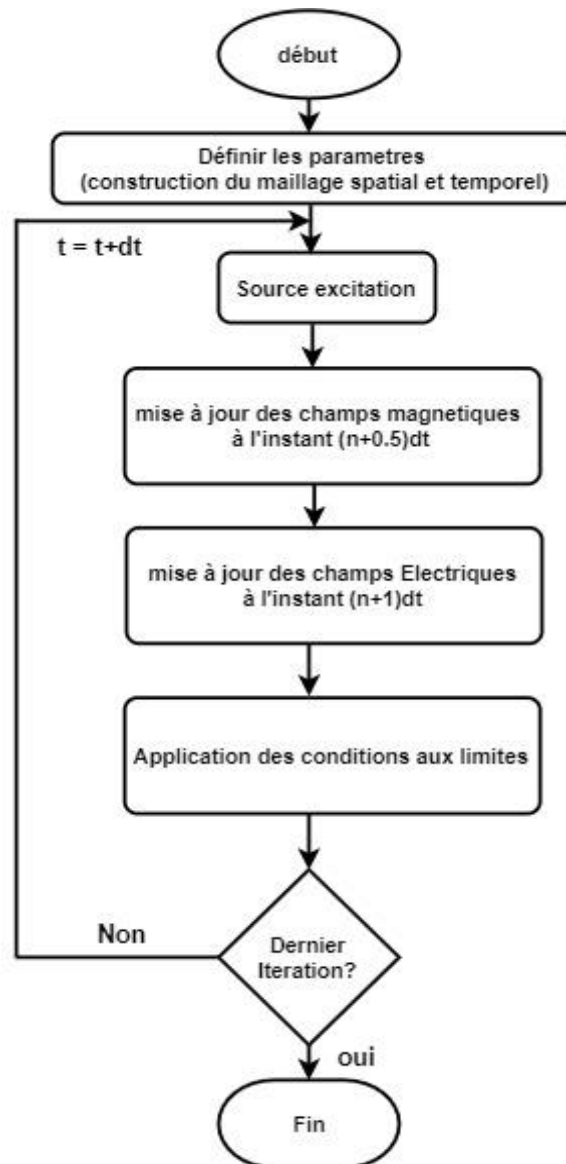 début
Définir les parametres
(construction du maillage spatial et temporel)
t = t+dt
Source excitation
mise à jour des champs magnetiques
à l'instant (n+0.5)dt
mise à jour des champs Electriques
à l'instant (n+1)dt
Application des conditions aux limites
Non
Dernier
Iteration?
oui
Fin